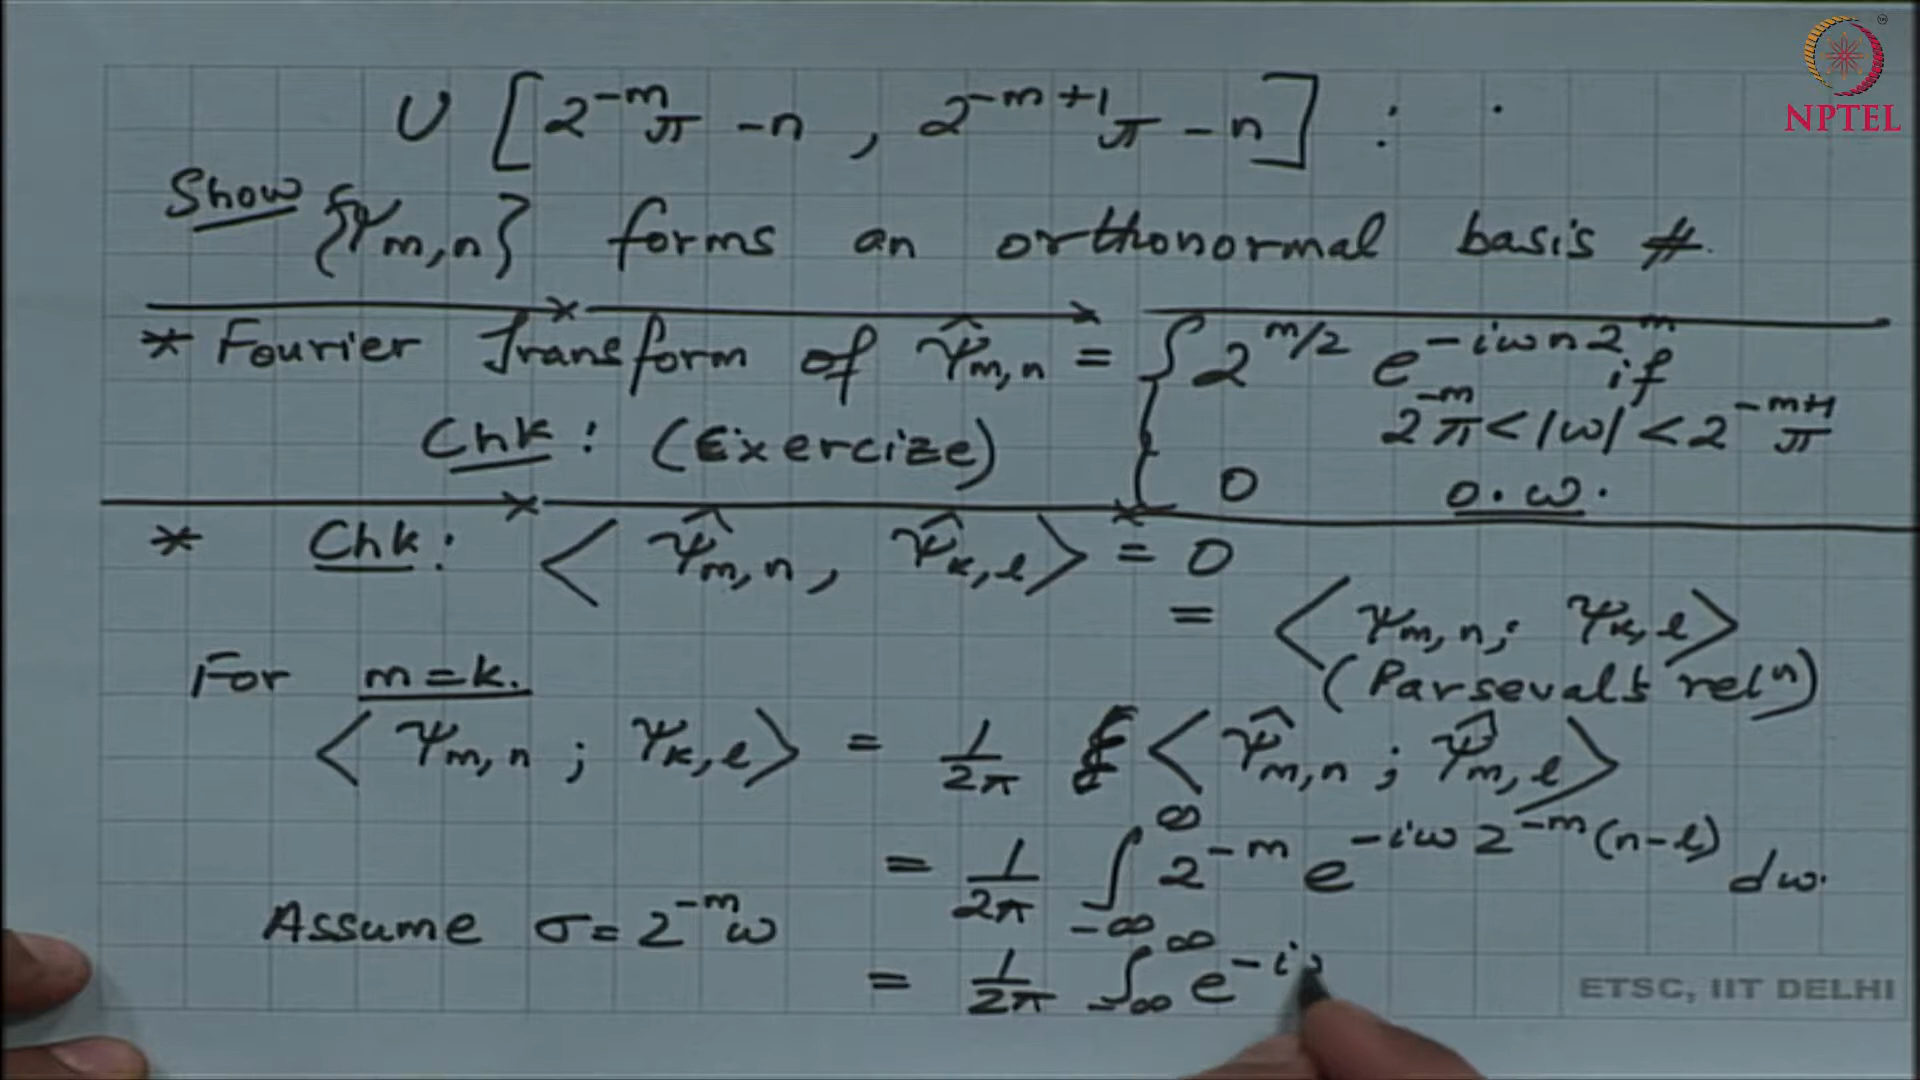 ∪ [2^{-m}π -n , 2^{-m+1}π -n] :
Show {ψ_{m,n}} forms an orthonormal basis #.
* Fourier Transform of ψ̂_{m,n} = { 2^{m/2} e^{-iωn2^m} if
2^{-m}π < |ω| < 2^{-m+1}π
Chk: (Exercize)
0 o.w.
* Chk: < ψ̂_{m,n}, ψ̂_{k,l} > = 0
= < ψ_{m,n}; ψ_{k,l} >
(Parseval's relⁿ)
For m=k.
< ψ_{m,n} ; ψ_{k,l} > = 1/2π < ψ̂_{m,n} ; ψ̂_{m,l} >
= 1/2π ∫_{-∞}^{∞} 2^{-m} e^{-iω2^{-m}(n-l)} dω.
Assume σ = 2^{-m}ω
= 1/2π ∫_{-∞}^{∞} e^{-i
NPTEL
ETSC, IIT DELHI